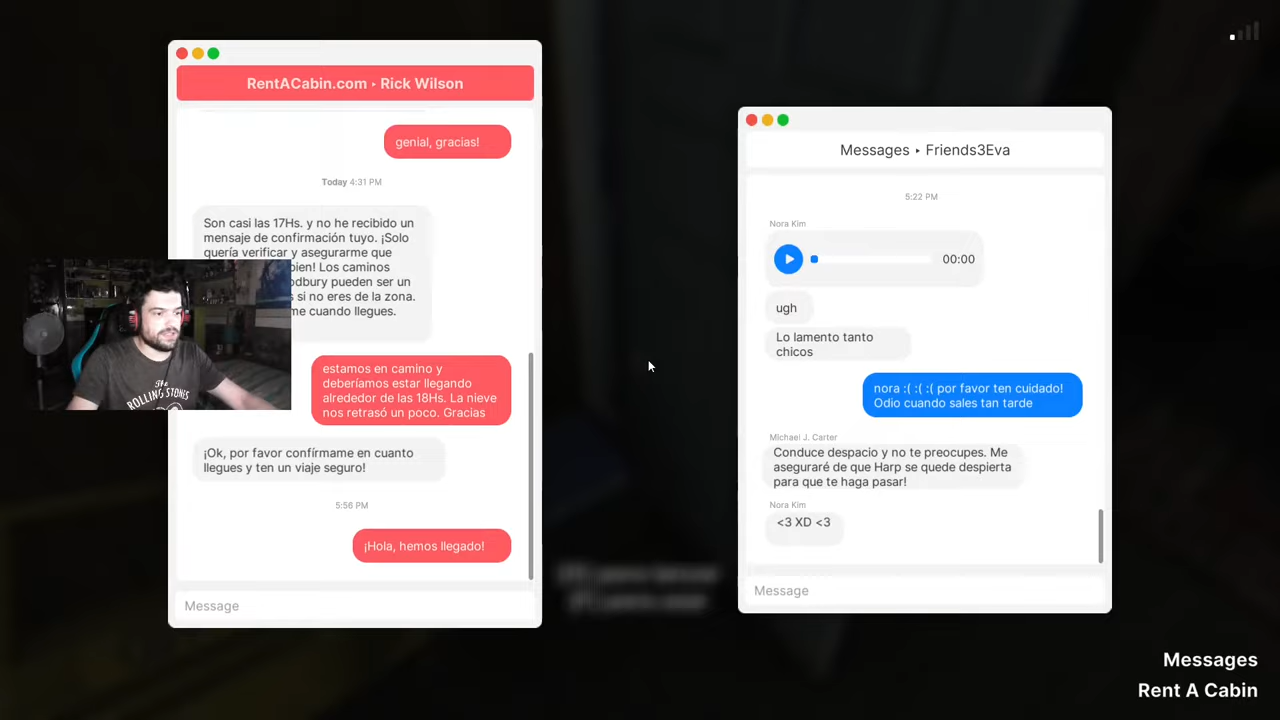 RentACabin.com ▸ Rick Wilson
genial, gracias!
Today 4:31 PM
Son casi las 17Hs. y no he recibido un
mensaje de confirmación tuyo. ¡Solo
quería verificar y asegurarme que
bien! Los caminos
odbury pueden ser un
si no eres de la zona.
me cuando llegues.
estamos en camino y
deberíamos estar llegando
alrededor de las 18Hs. La nieve
nos retrasó un poco. Gracias
¡Ok, por favor confírmame en cuanto
llegues y ten un viaje seguro!
5:56 PM
¡Hola, hemos llegado!
Message
The
ROLLING STONES
Messages ▸ Friends3Eva
5:22 PM
Nora Kim
00:00
ugh
Lo lamento tanto
chicos
nora :( :( :( por favor ten cuidado!
Odio cuando sales tan tarde
Michael J. Carter
Conduce despacio y no te preocupes. Me
aseguraré de que Harp se quede despierta
para que te haga pasar!
Nora Kim
<3 XD <3
Message
Messages
Rent A Cabin